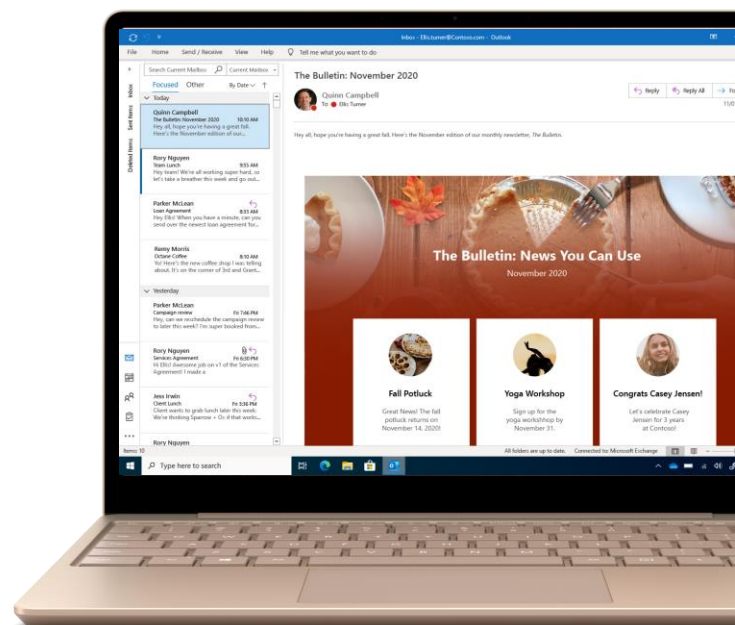 Inbox - Ellis.turner@Contoso.com - Outlook
File Home Send / Receive View Help Tell me what you want to do
Search Current Mailbox Current Mailbox
Focused Other By Date
Today
Quinn Campbell
The Bulletin: November 2020 10:10 AM
Hey all, hope you're having a great fall.
Here's the November edition of our...
Rory Nguyen
Team Lunch 9:53 AM
Hey team! We're all working super hard, so
let's take a breather this week and go out...
Parker McLean
Loan Agreement 8:53 AM
Hey Ellis! When you have a minute, can you
send over the newest loan agreement for...
Remy Morris
Octane Coffee 8:30 AM
Yo! Here's the new coffee shop I was telling
about. It's on the corner of 3rd and Grant...
Yesterday
Parker McLean
Campaign review Fri 7:46 PM
Hey, can we reschedule the campaign review
to later this week? I'm super booked from...
Rory Nguyen
Services Agreement Fri 6:30 PM
Hi Ellis! Awesome job on v1 of the Services
Agreement! I made a
Jess Irwin
Client Lunch Fri 3:36 PM
Client wants to grab lunch later this week.
We're thinking Sparrow + Oz if that works...
Rory Nguyen
Inbox
Sent Items
Deleted Items
The Bulletin: November 2020
Quinn Campbell
To Ellis Turner
Reply Reply All
Hey all, hope you're having a great fall. Here's the November edition of our monthly newsletter, The Bulletin.
The Bulletin: News You Can Use
November 2020
Fall Potluck
Great News! The fall
potluck returns on
November 14, 2020!
Yoga Workshop
Sign up for the
yoga workshhop by
November 31.
Congrats Casey Jensen!
Let's celebrate Casey
Jensen for 3 years
at Contoso!
Items 10
All folders are up to date. Connected to: Microsoft Exchange
Type here to search